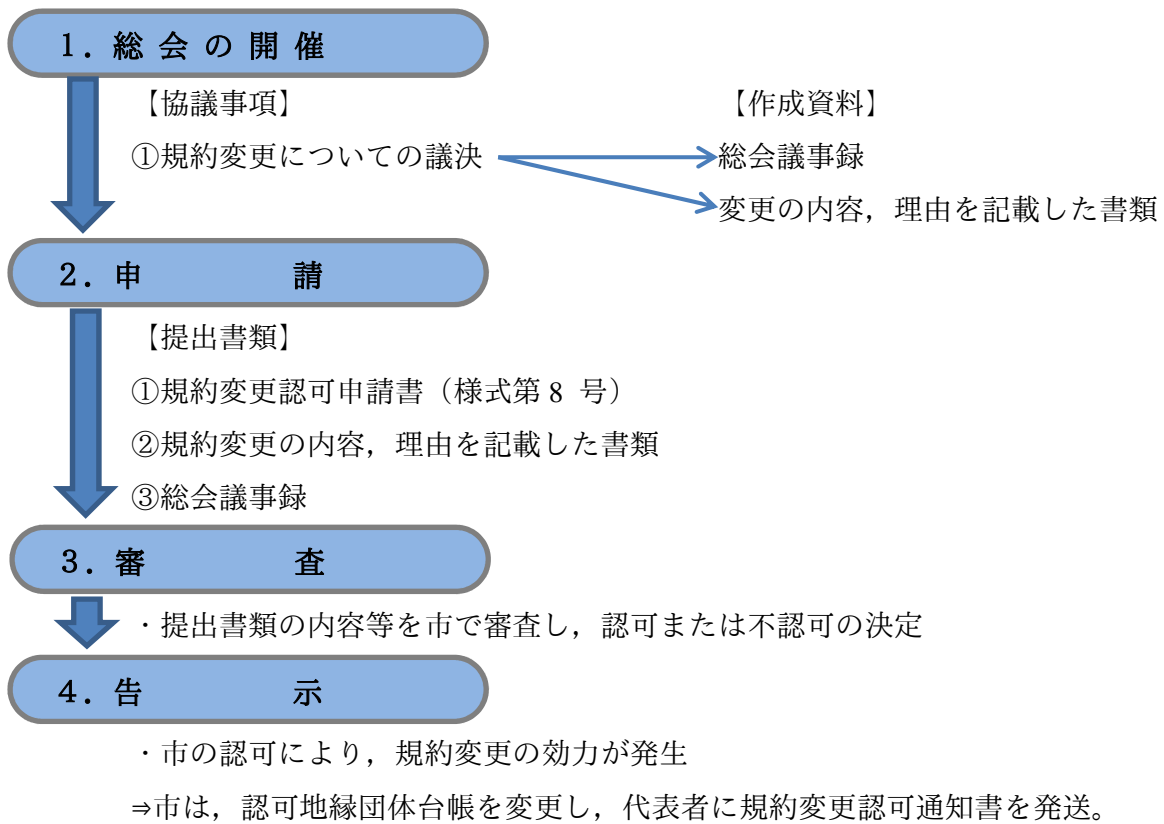 １．総 会 の 開 催
【協議事項】 【作成資料】
①規約変更についての議決 総会議事録
変更の内容，理由を記載した書類
２．申 請
【提出書類】
①規約変更認可申請書（様式第 8 号）
②規約変更の内容，理由を記載した書類
③総会議事録
３．審 査
・提出書類の内容等を市で審査し，認可または不認可の決定
４．告 示
・市の認可により，規約変更の効力が発生
⇒市は，認可地縁団体台帳を変更し，代表者に規約変更認可通知書を発送。